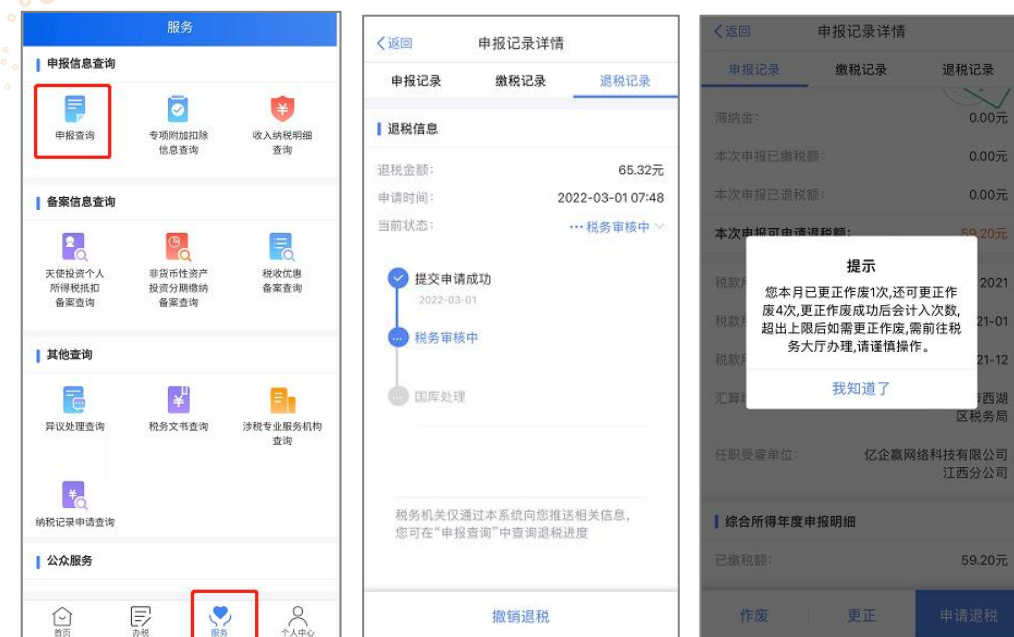 服务
申报信息查询
申报查询
专项附加扣除
信息查询
收入纳税明细
查询
备案信息查询
天使投资个人
所得税抵扣
备案查询
非货币性资产
投资分期缴纳
备案查询
税收优惠
备案查询
其他查询
异议处理查询
税务文书查询
涉税专业服务机构
查询
纳税记录申请查询
公众服务
首页
办税
服务
个人中心
返回
申报记录详情
申报记录
缴税记录
退税记录
退税信息
退税金额:
65.32元
申请时间:
2022-03-01 07:48
当前状态:
···税务审核中
提交申请成功
2022-03-01
税务审核中
国库处理
税务机关仅通过本系统向您推送相关信息,
您可在“申报查询”中查询退税进度
撤销退税
返回
申报记录详情
申报记录
缴税记录
退税记录
滞纳金:
0.00元
本次申报已缴税额:
0.00元
本次申报已退税额:
0.00元
本次申报可申请退税额:
59.20元
提示
您本月已更正作废1次,还可更正作
废4次,更正作废成功后会计入次数,
超出上限后如需更正作废,需前往税
务大厅办理,请谨慎操作。
我知道了
税款
2021
税款
21-01
税款
21-12
汇算
西湖
区税务局
任职受雇单位:
亿企赢网络科技有限公司
江西分公司
综合所得年度申报明细
已缴税额:
59.20元
作废
更正
申请退税